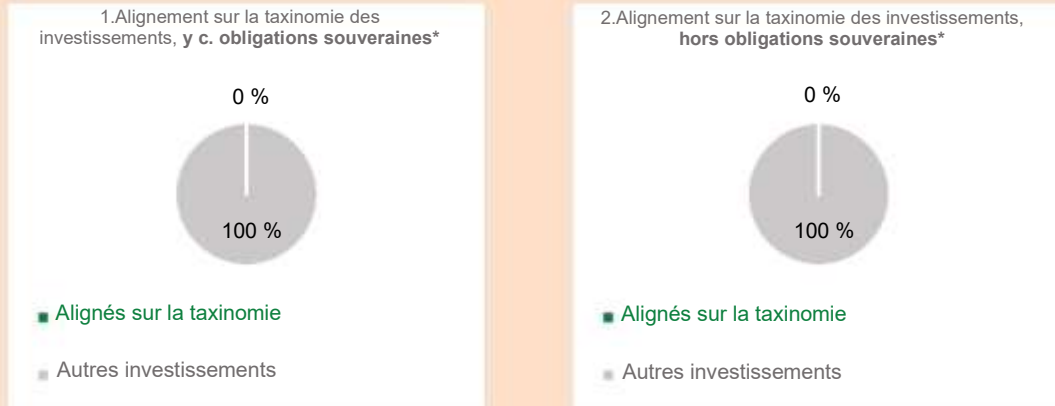 1.Alignement sur la taxinomie des
investissements, y c. obligations souveraines*
0 %
100 %
Alignés sur la taxinomie
Autres investissements
2.Alignement sur la taxinomie des investissements,
hors obligations souveraines*
0 %
100 %
Alignés sur la taxinomie
Autres investissements